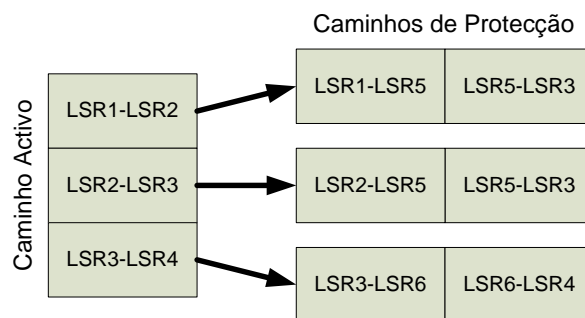 Caminhos de Protecção
Caminho Activo
LSR1-LSR2
LSR1-LSR5
LSR5-LSR3
LSR2-LSR3
LSR2-LSR5
LSR5-LSR3
LSR3-LSR4
LSR3-LSR6
LSR6-LSR4